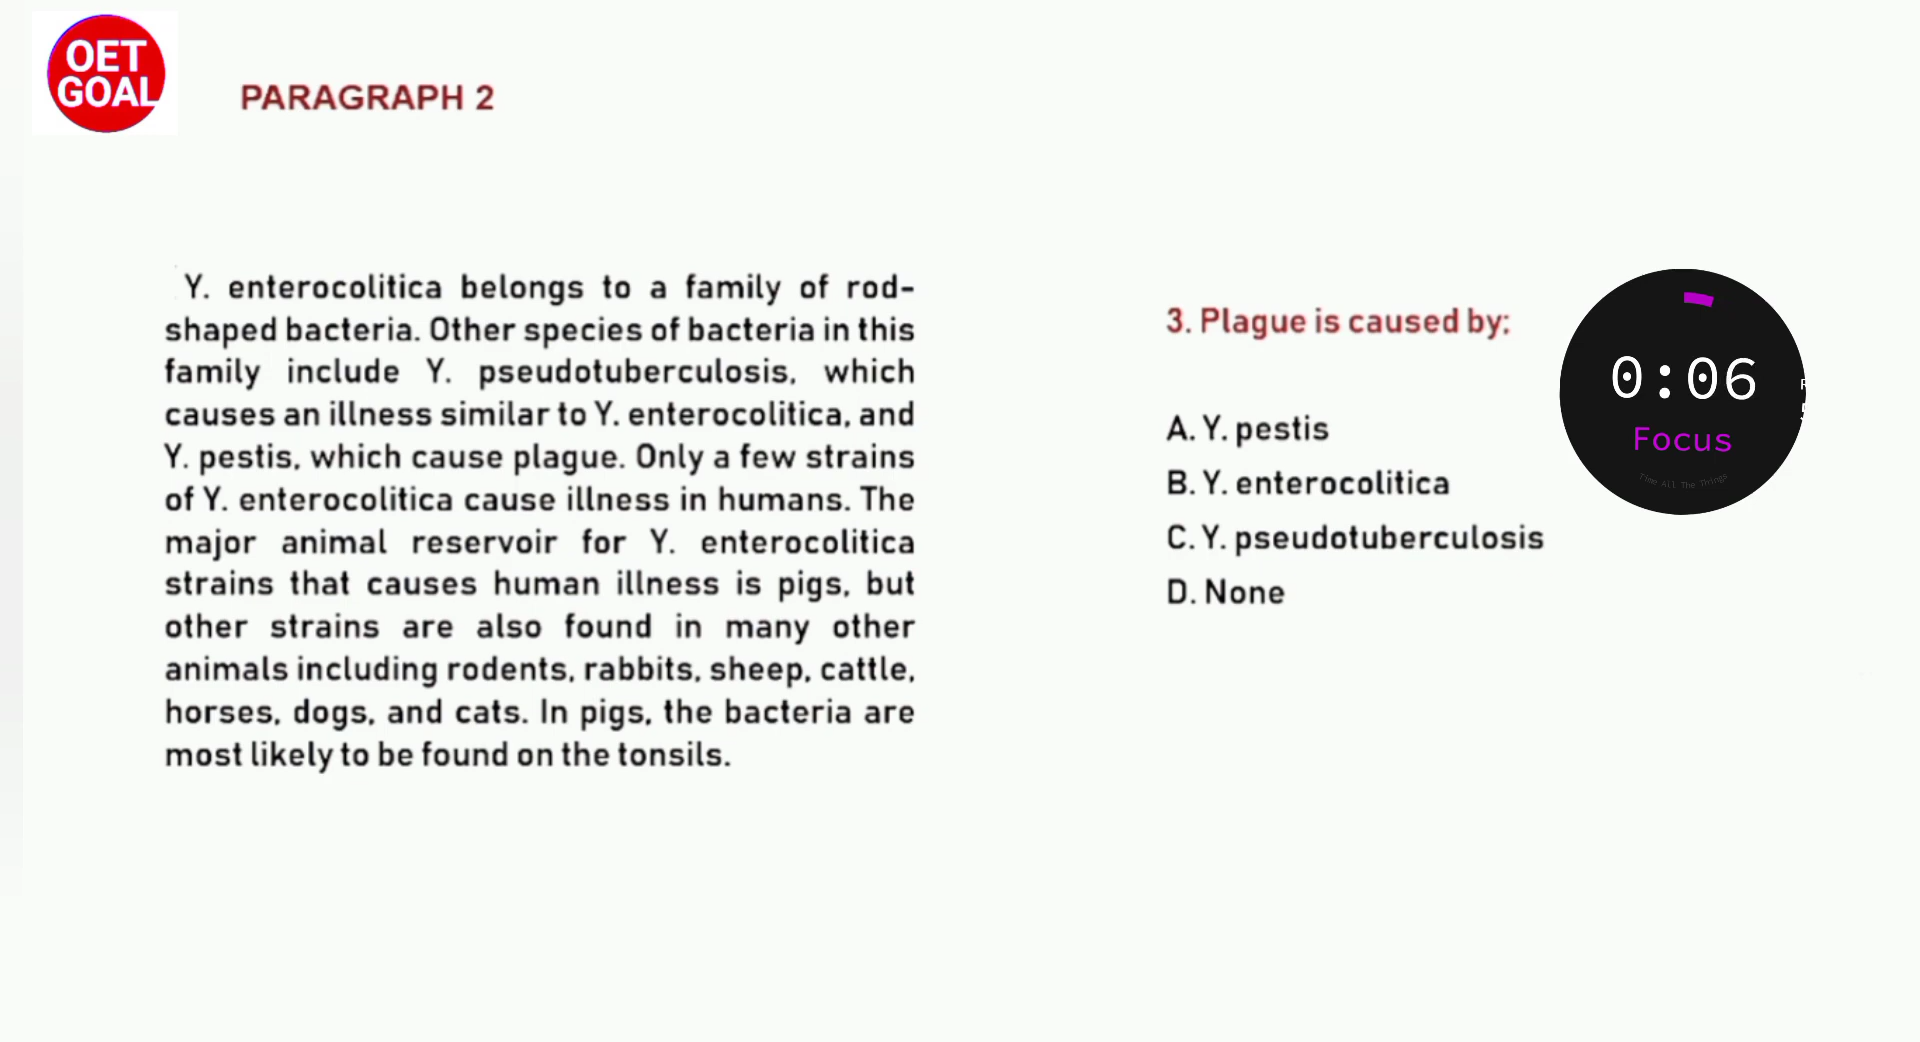 OET
GOAL
PARAGRAPH 2
Y. enterocolitica belongs to a family of rod-
shaped bacteria. Other species of bacteria in this
family include Y. pseudotuberculosis, which
causes an illness similar to Y. enterocolitica, and
Y. pestis, which cause plague. Only a few strains
of Y. enterocolitica cause illness in humans. The
major animal reservoir for Y. enterocolitica
strains that causes human illness is pigs, but
other strains are also found in many other
animals including rodents, rabbits, sheep, cattle,
horses, dogs, and cats. In pigs, the bacteria are
most likely to be found on the tonsils.
3. Plague is caused by:
A. Y. pestis
B. Y. enterocolitica
C. Y. pseudotuberculosis
D. None
0:06
Focus
Time All The Things